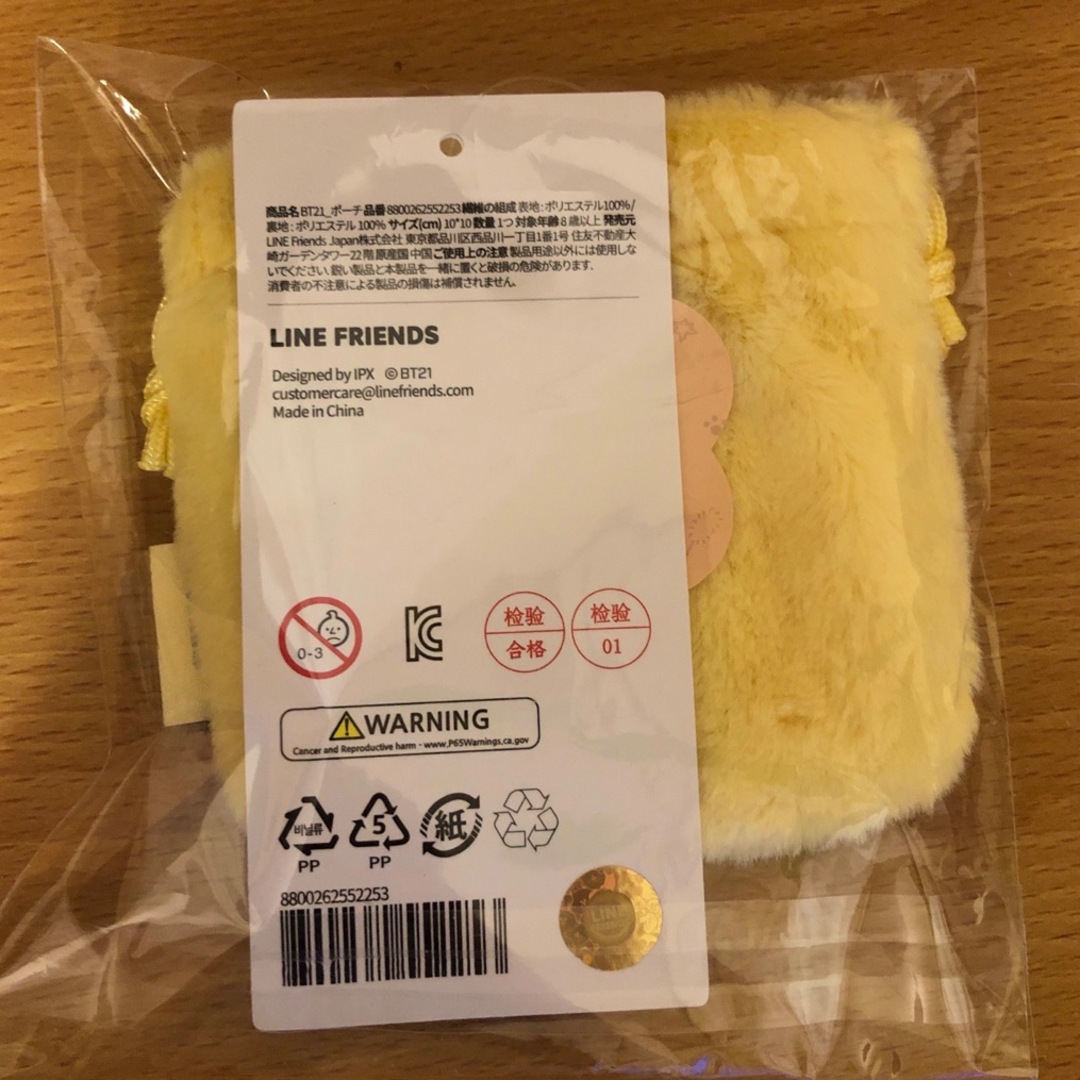 商品名 BT21_ポーチ 品番 8800262552253 繊維の組成 表地 : ポリエステル100% /
裏地 : ポリエステル 100% サイズ(cm) 10*10 数量 1つ 対象年齢 8 歳以上 発売元
LINE Friends Japan株式会社 東京都品川区西品川一丁目1番1号 住友不動産大
崎ガーデンタワー22 階 原産国 中国 ご使用上の注意 製品用途以外には使用しな
いでください. 鋭い製品と本製品を一緒に置くと破損の危険があります.
消費者の不注意による製品の損傷は補償されません.
LINE FRIENDS
Designed by IPX © BT21
customercare@linefriends.com
Made in China
0-3
检验
合格
检验
01
WARNING
Cancer and Reproductive harm - www.P65Warnings.ca.gov
비닐류
PP
5
PP
紙
8800262552253
LINE